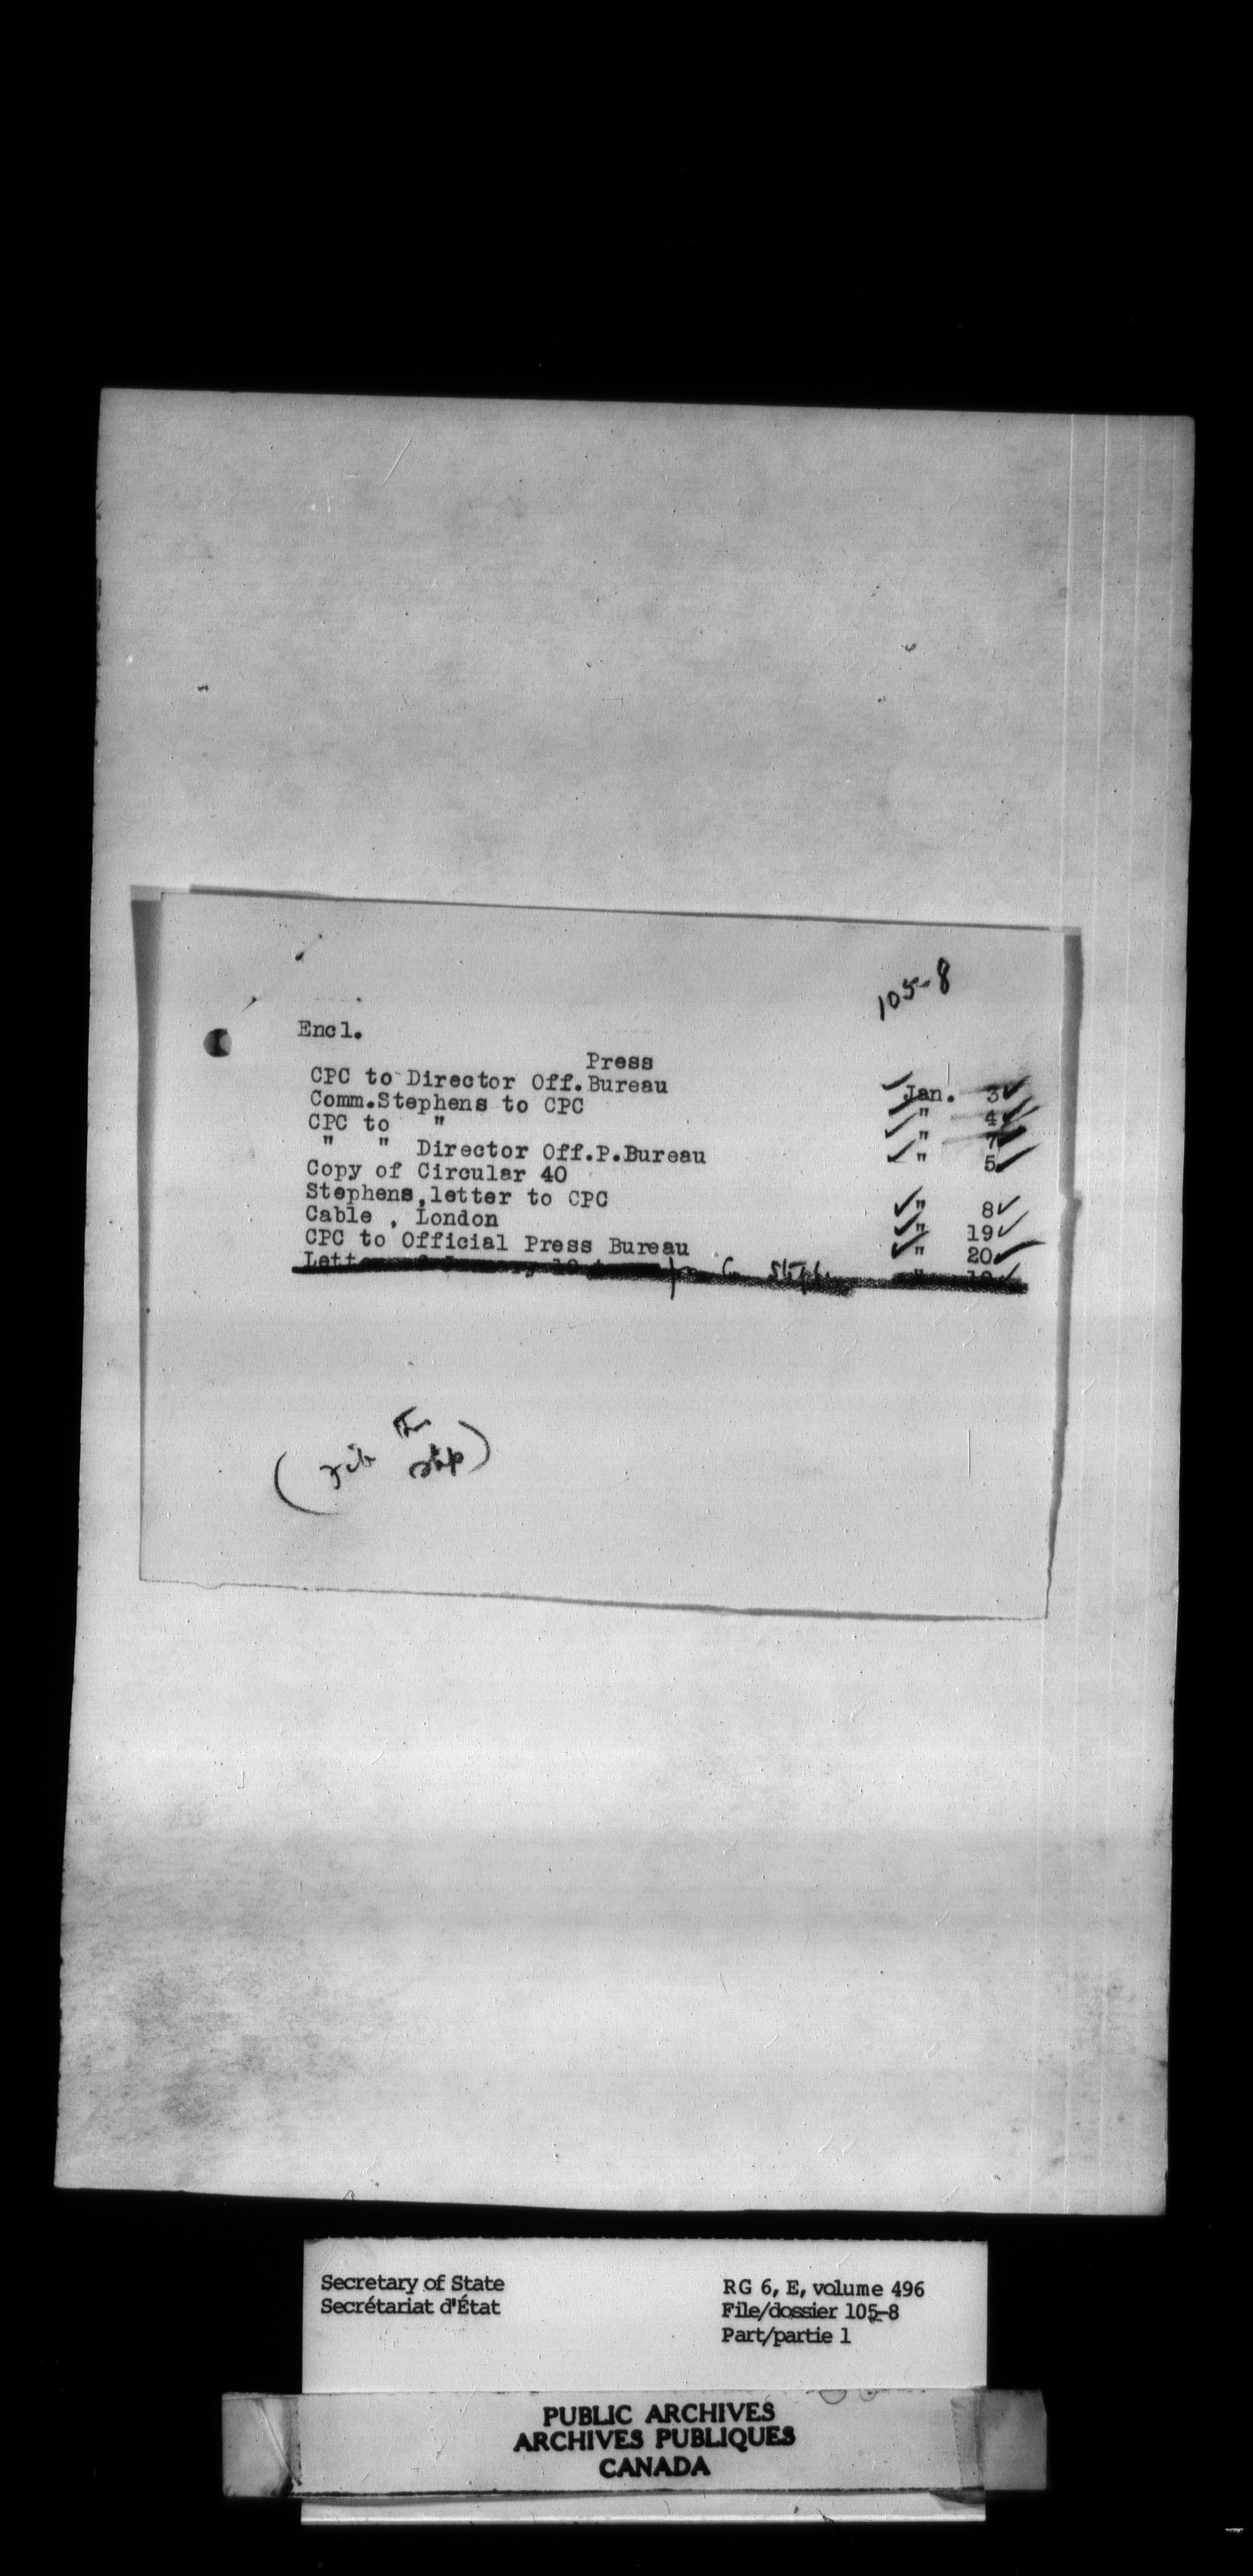 105-8
Encl.
Press
CPC to Director Off.Bureau ✓ Jan. 3✓
Comm.Stephens to CPC ✓ " 4✓
CPC to " ✓ " 7✓
" " Director Off.P.Bureau ✓ " 5✓
Copy of Circular 40
Stephens,letter to CPC ✓ " 8✓
Cable , London ✓ " 19✓
CPC to Official Press Bureau ✓ " 20✓
Secretary of State
Secrétariat d'État
RG 6, E, volume 496
File/dossier 105-8
Part/partie 1
PUBLIC ARCHIVES
ARCHIVES PUBLIQUES
CANADA